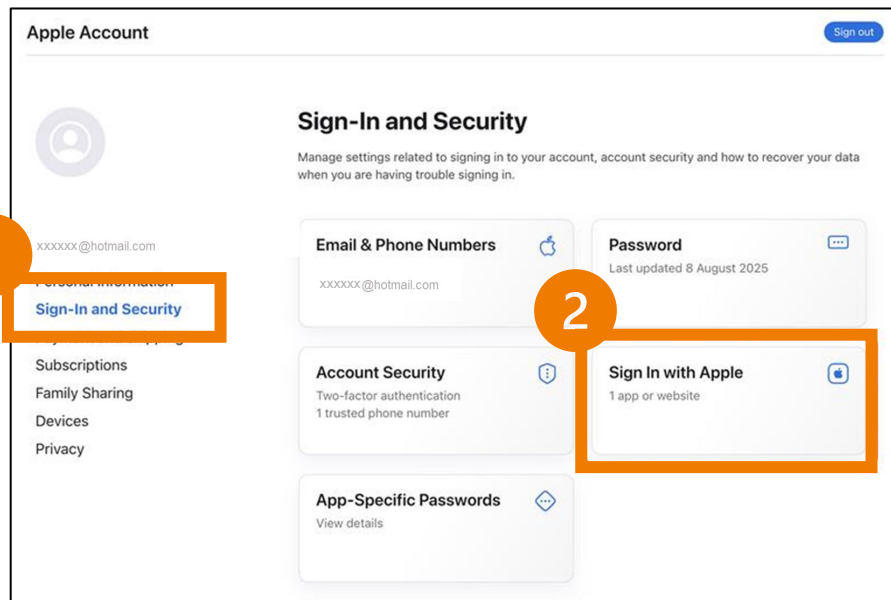 Apple Account
Sign out
Sign-In and Security
Manage settings related to signing in to your account, account security and how to recover your data
when you are having trouble signing in.
xxxxxx@hotmail.com
Personal Information
Sign-In and Security
Subscriptions
Family Sharing
Devices
Privacy
Email & Phone Numbers
xxxxxx@hotmail.com
Password
Last updated 8 August 2025
2
Account Security
Two-factor authentication
1 trusted phone number
Sign In with Apple
1 app or website
App-Specific Passwords
View details